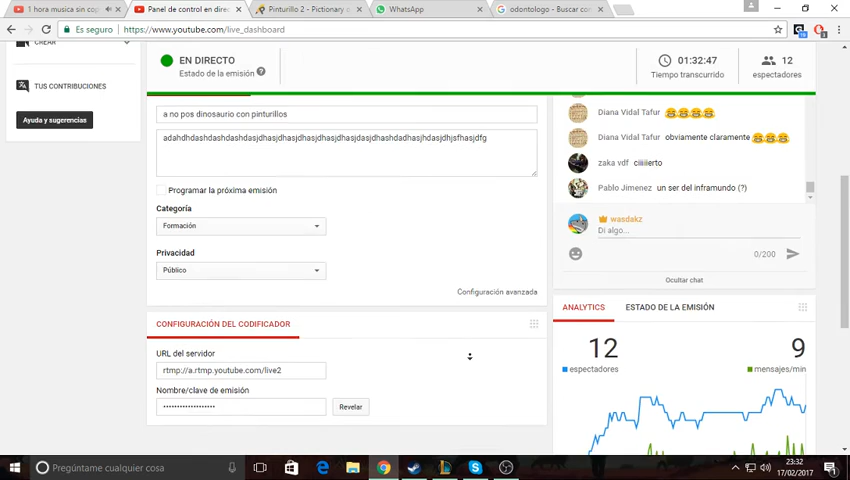 1 hora musica sin co
Panel de control en direc
Pinturillo 2 - Pictionary
WhatsApp
odontologo - Buscar con
Es seguro
https://www.youtube.com/live_dashboard
CREAR
TUS CONTRIBUCIONES
Ayuda y sugerencias
EN DIRECTO
Estado de la emisión
01:32:47
Tiempo transcurrido
12
espectadores
a no pos dinosaurio con pinturillos
Programar la próxima emisión
Categoría
Formación
Privacidad
Público
Configuración avanzada
CONFIGURACIÓN DEL CODIFICADOR
URL del servidor
rtmp://a.rtmp.youtube.com/live2
Nombre/clave de emisión
Revelar
Diana Vidal Tafur
Diana Vidal Tafur obviamente claramente
zaka vdf ciiiiierto
Pablo Jimenez un ser del inframundo (?)
wasdakz
Di algo...
0/200
Ocultar chat
ANALYTICS
ESTADO DE LA EMISIÓN
12
espectadores
9
mensajes/min
Pregúntame cualquier cosa
23:32
17/02/2017